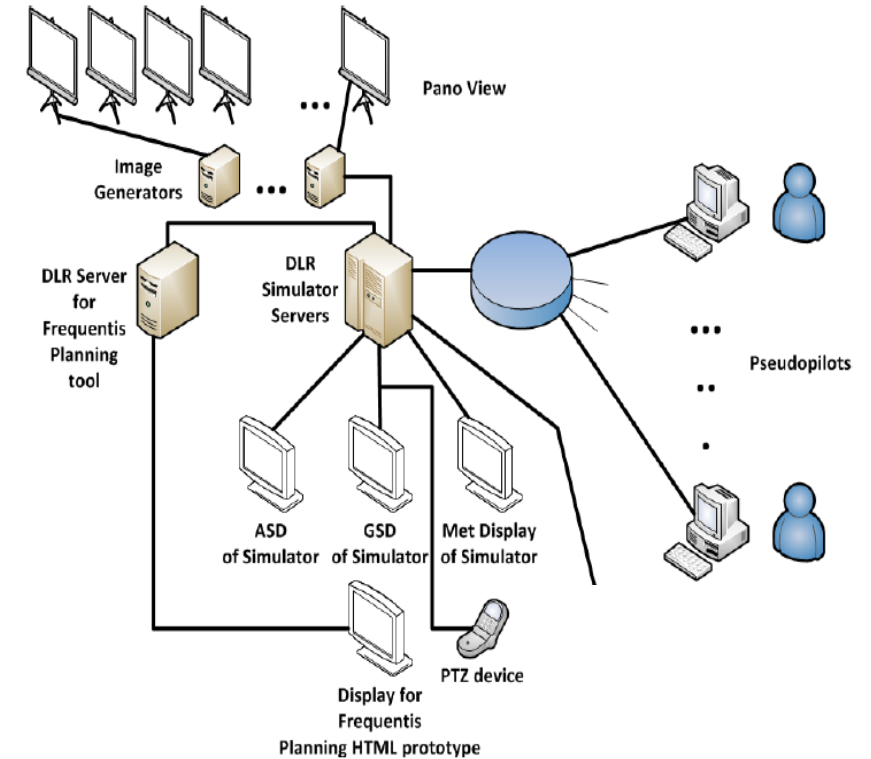 Pano View
Image
Generators
DLR Server
for
Frequentis
Planning
tool
DLR
Simulator
Servers
Pseudopilots
ASD
of Simulator
GSD
of Simulator
Met Display
of Simulator
PTZ device
Display for
Frequentis
Planning HTML prototype